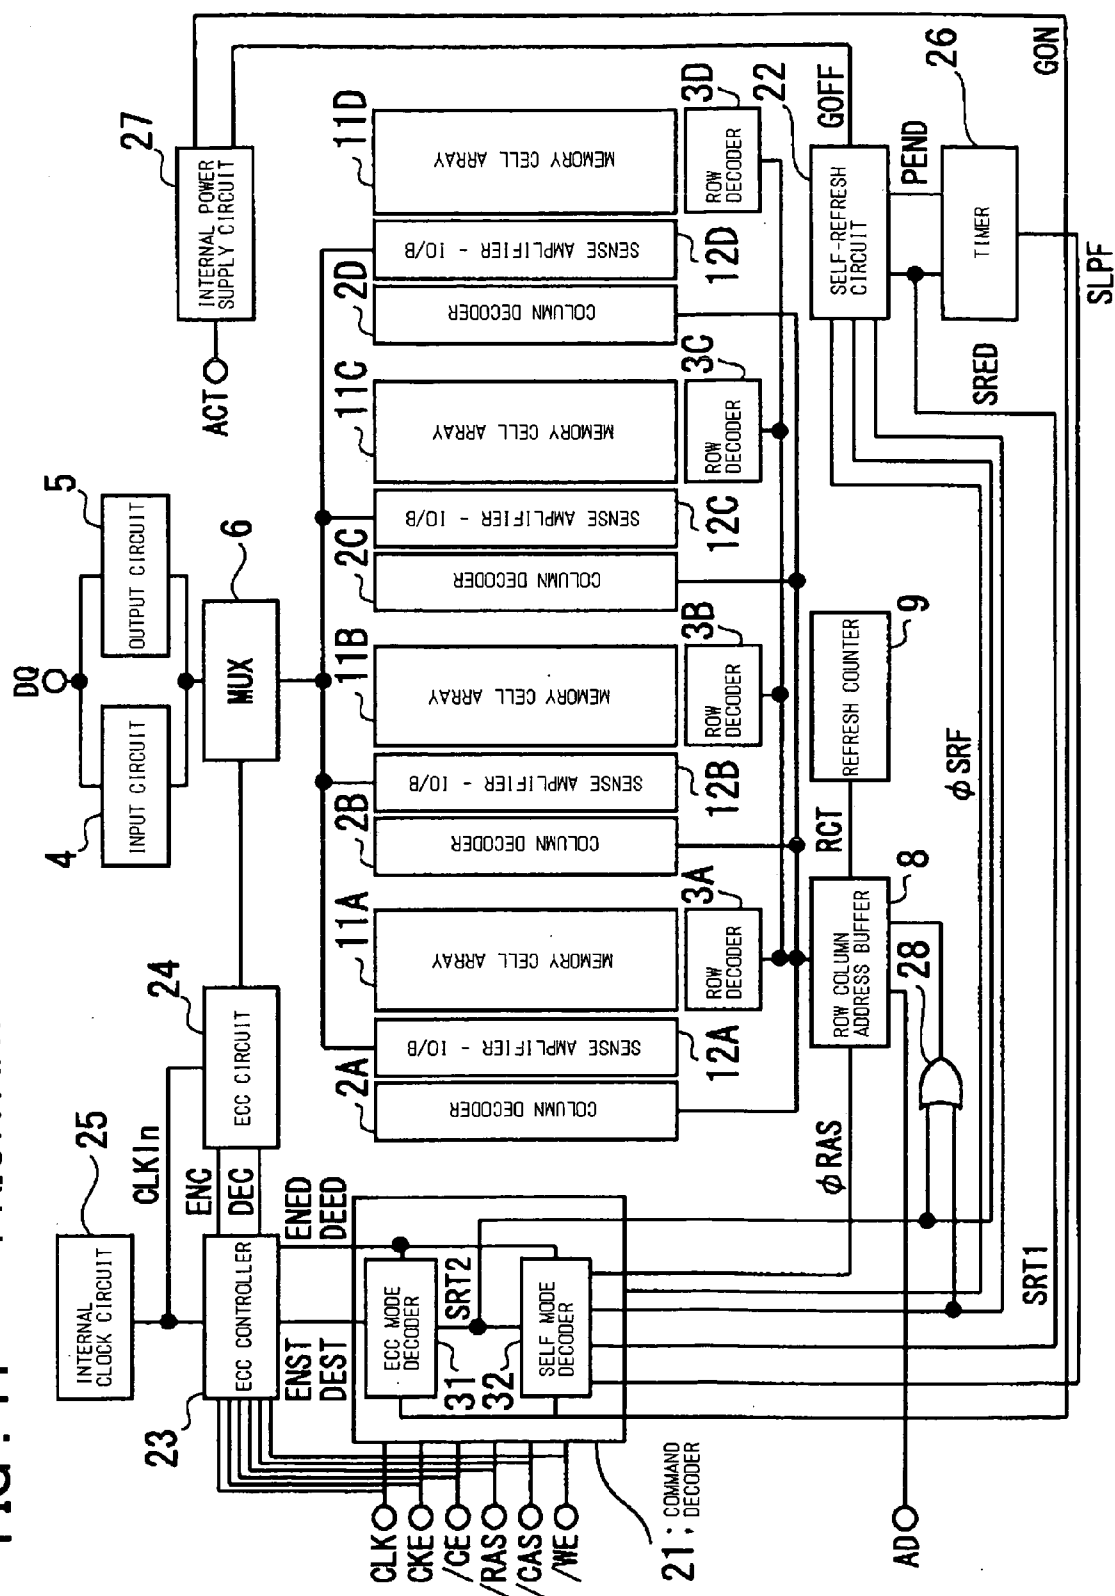 FIG. 11
DQ
4
INPUT CIRCUIT
5
OUTPUT CIRCUIT
6
MUX
ACT
27
INTERNAL POWER
SUPPLY CIRCUIT
25
INTERNAL
CLOCK CIRCUIT
CLKIn
24
ECC CIRCUIT
ENC
DEC
23
ECC CONTROLLER
ENST
DEST
ENED
DEED
2A
COLUMN DECODER
12A
SENSE AMPLIFIER - IO/B
11A
MEMORY CELL ARRAY
3A
ROW
DECODER
2B
COLUMN DECODER
12B
SENSE AMPLIFIER - IO/B
11B
MEMORY CELL ARRAY
3B
ROW
DECODER
2C
COLUMN DECODER
12C
SENSE AMPLIFIER - IO/B
11C
MEMORY CELL ARRAY
3C
ROW
DECODER
2D
COLUMN DECODER
12D
SENSE AMPLIFIER - IO/B
11D
MEMORY CELL ARRAY
3D
ROW
DECODER
CLK
CKE
/CE
/RAS
/CAS
/WE
ECC MODE
DECODER
31
SRT2
32
SELF MODE
DECODER
21 ; COMMAND
DECODER
φRAS
8
ROW COLUMN
ADDRESS BUFFER
RCT
9
REFRESH COUNTER
28
22
SELF-REFRESH
CIRCUIT
GOFF
PEND
26
TIMER
SRED
φSRF
SRT1
SLPF
GON
AD